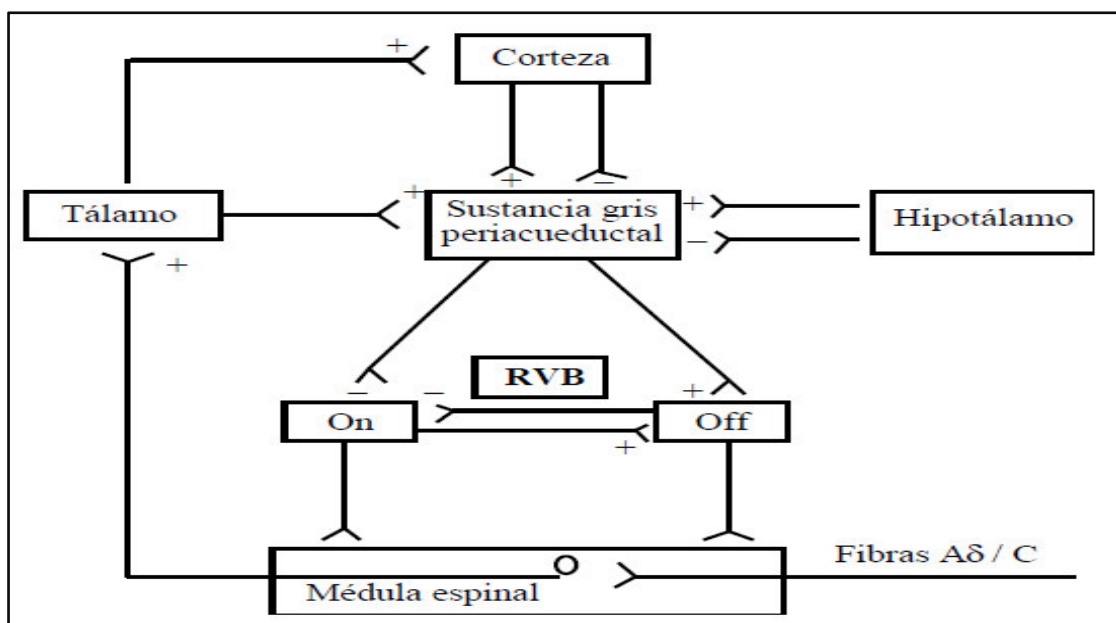 +
Corteza
+
−
Tálamo
+
Sustancia gris
periacueductal
+
−
Hipotálamo
+
RVB
−
−
+
On
Off
+
Fibras Aδ / C
Médula espinal